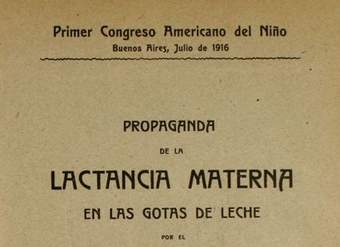 Primer Congreso Americano del Niño
Buenos Aires, Julio de 1916
PROPAGANDA
DE LA
LACTANCIA MATERNA
EN LAS GOTAS DE LECHE
POR EL